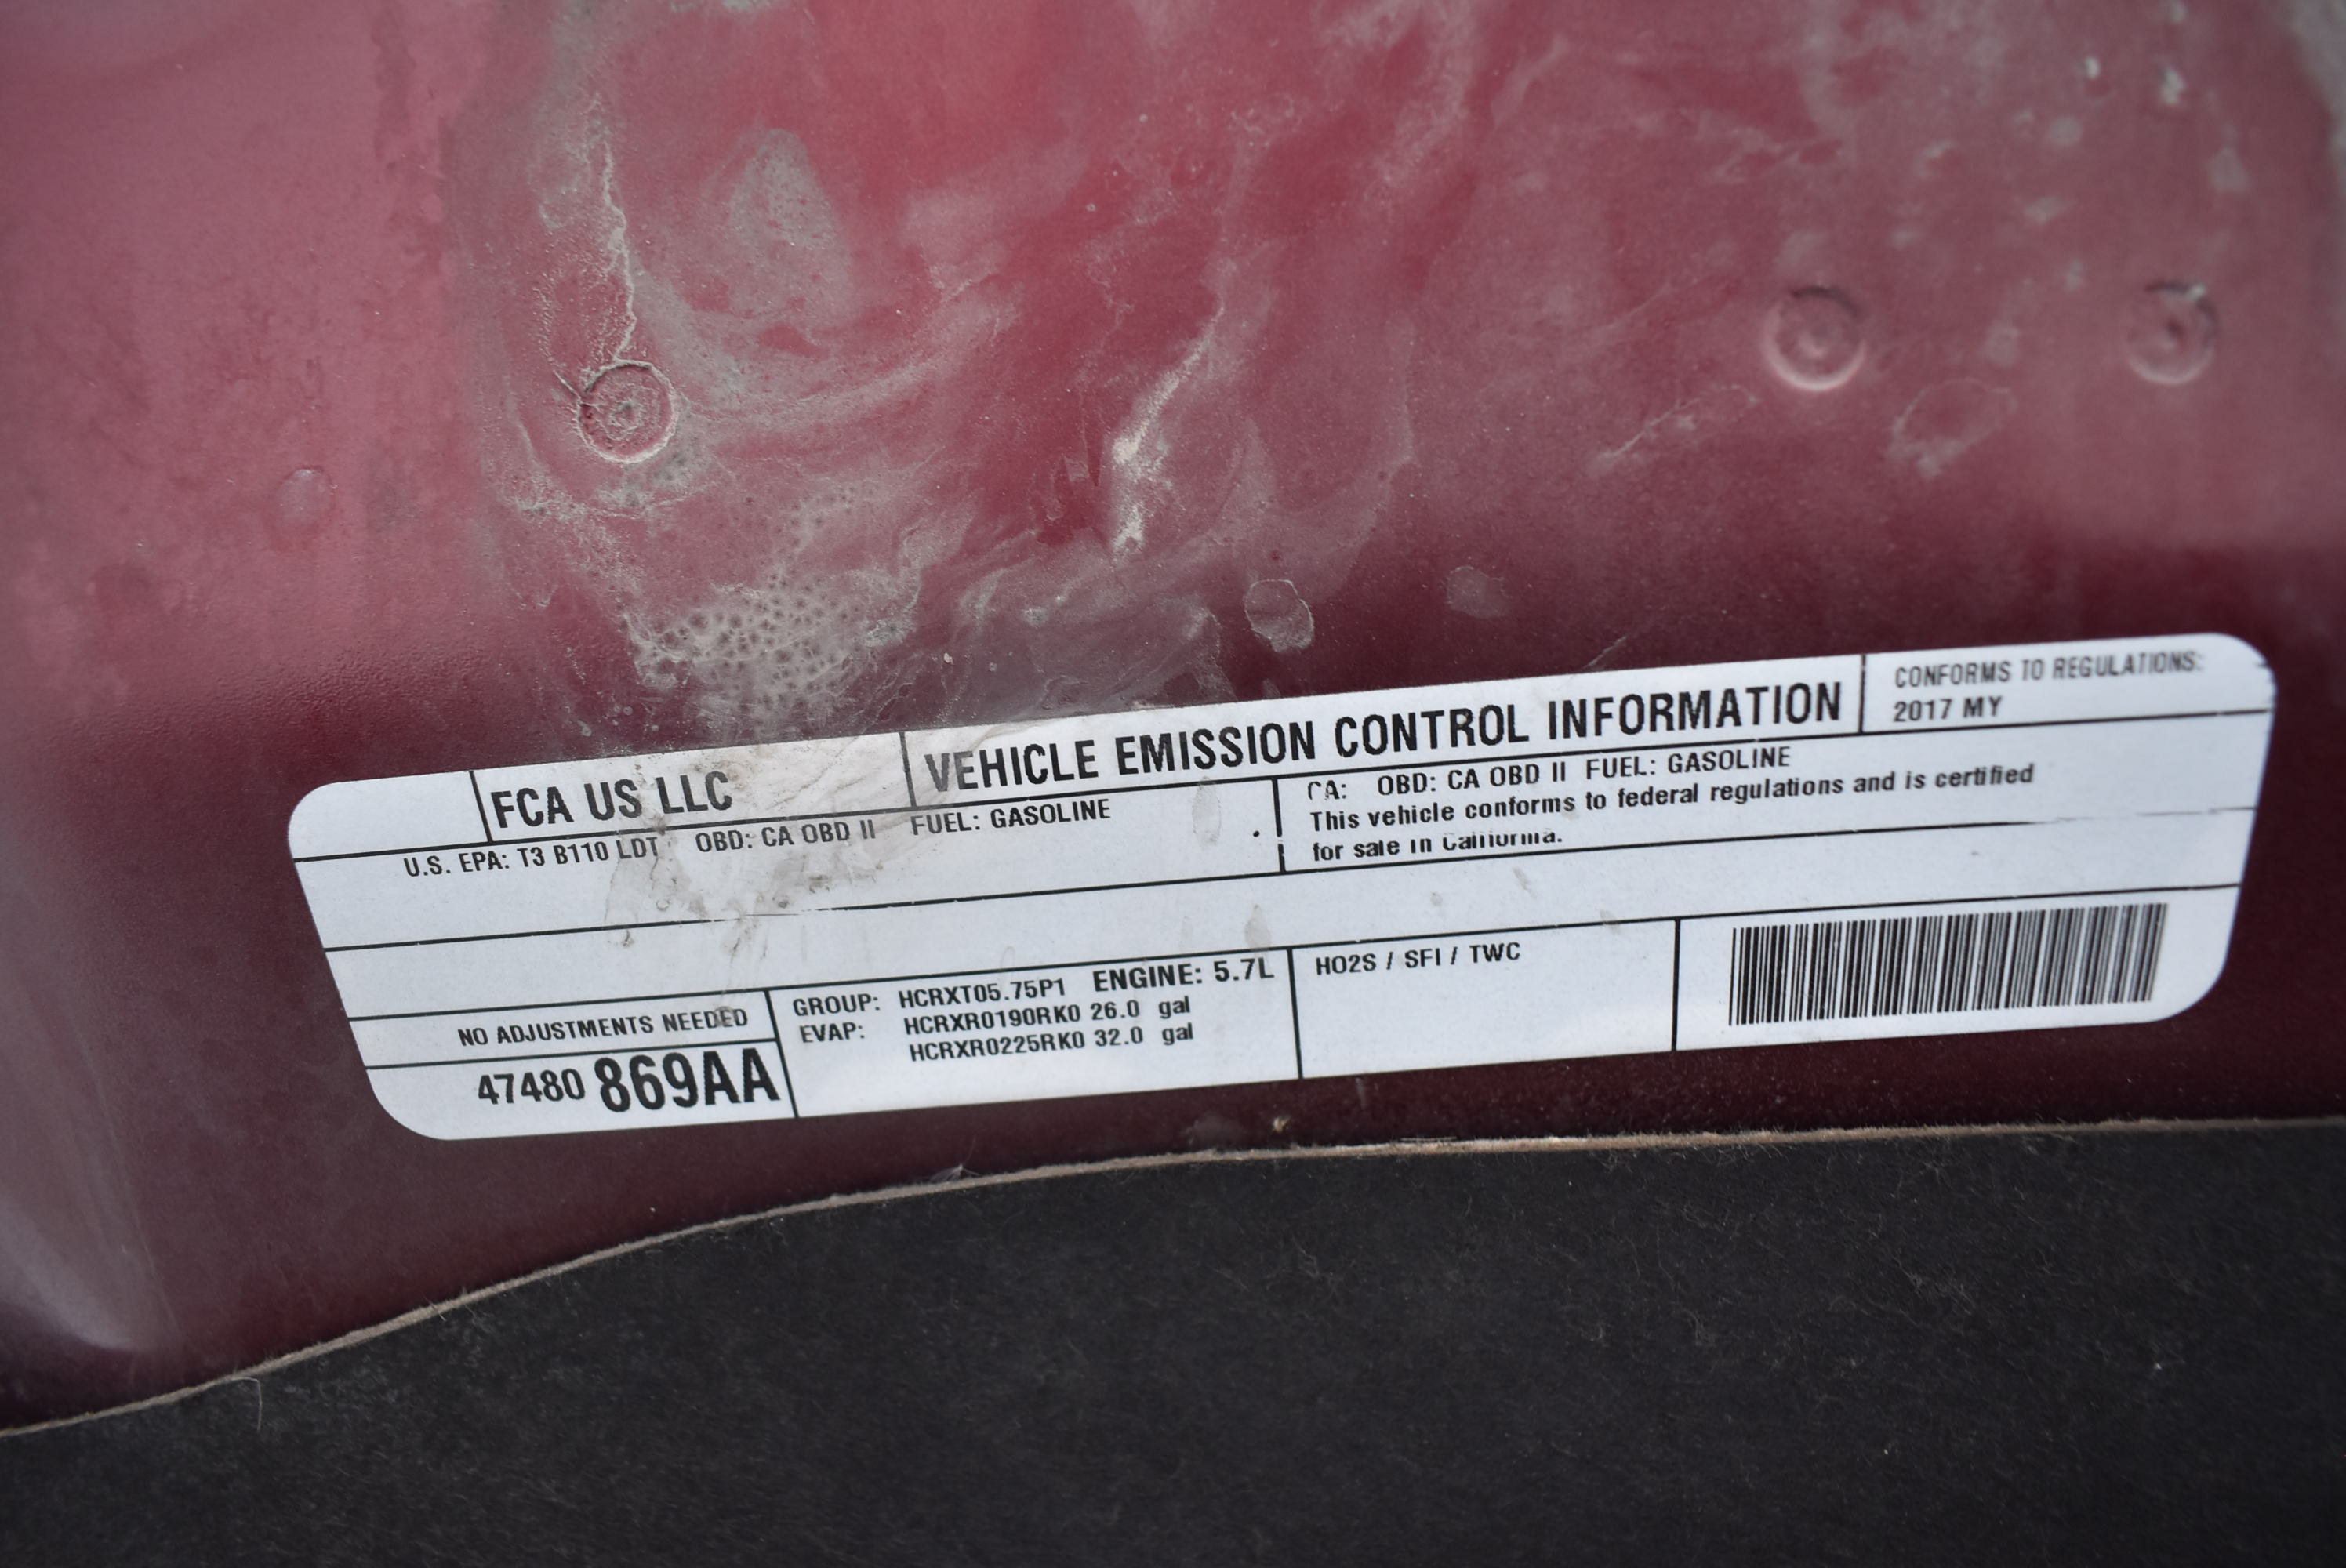 FCA US LLC
VEHICLE EMISSION CONTROL INFORMATION
CONFORMS TO REGULATIONS:
2017 MY
U.S. EPA: T3 B110 LDT OBD: CA OBD II FUEL: GASOLINE
CA: OBD: CA OBD II FUEL: GASOLINE
This vehicle conforms to federal regulations and is certified
for sale in California.
NO ADJUSTMENTS NEEDED
47480 869AA
GROUP: HCRXT05.75P1 ENGINE: 5.7L
EVAP: HCRXR0190RK0 26.0 gal
HCRXR0225RK0 32.0 gal
HO2S / SFI / TWC